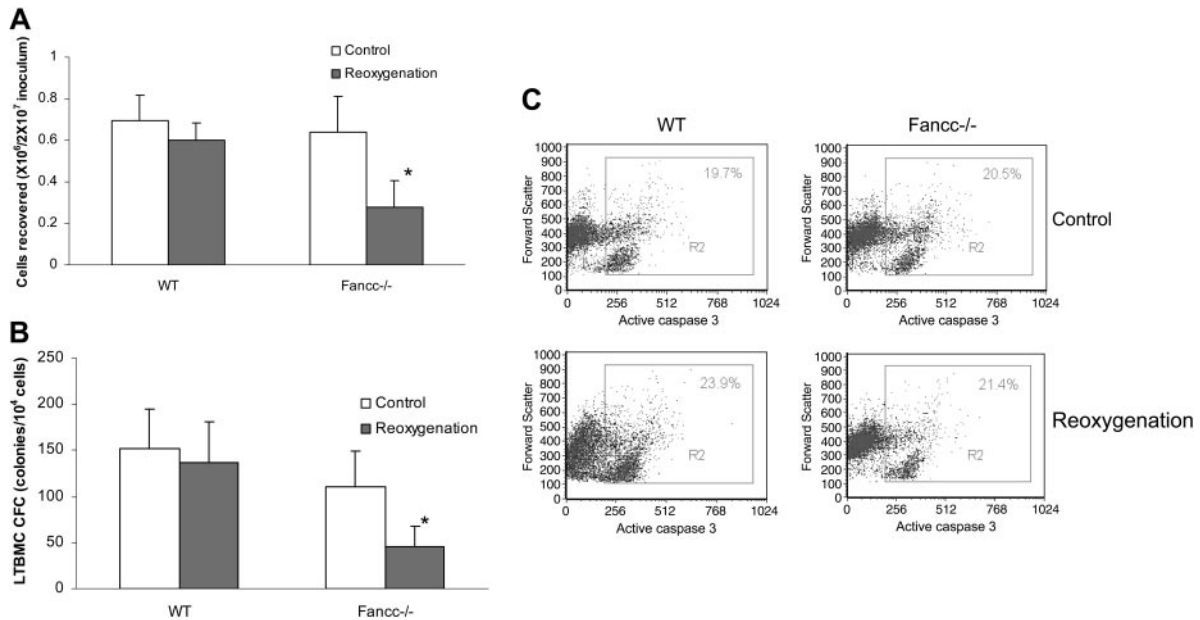 A
Cells recovered (X10⁶/2X10⁷ inoculum)
1
0.8
0.6
0.4
0.2
0
Control
Reoxygenation
*
WT
Fancc-/-
B
LTBMC CFC (colonies/10⁴ cells)
250
200
150
100
50
0
Control
Reoxygenation
*
WT
Fancc-/-
C
WT
Fancc-/-
Forward Scatter
1000
900
800
700
600
500
400
300
200
100
0
19.7%
R2
0 256 512 768 1024
Active caspase 3
Forward Scatter
1000
900
800
700
600
500
400
300
200
100
0
20.5%
R2
0 256 512 768 1024
Active caspase 3
Control
Forward Scatter
1000
900
800
700
600
500
400
300
200
100
0
23.9%
R2
0 256 512 768 1024
Active caspase 3
Forward Scatter
1000
900
800
700
600
500
400
300
200
100
0
21.4%
R2
0 256 512 768 1024
Active caspase 3
Reoxygenation